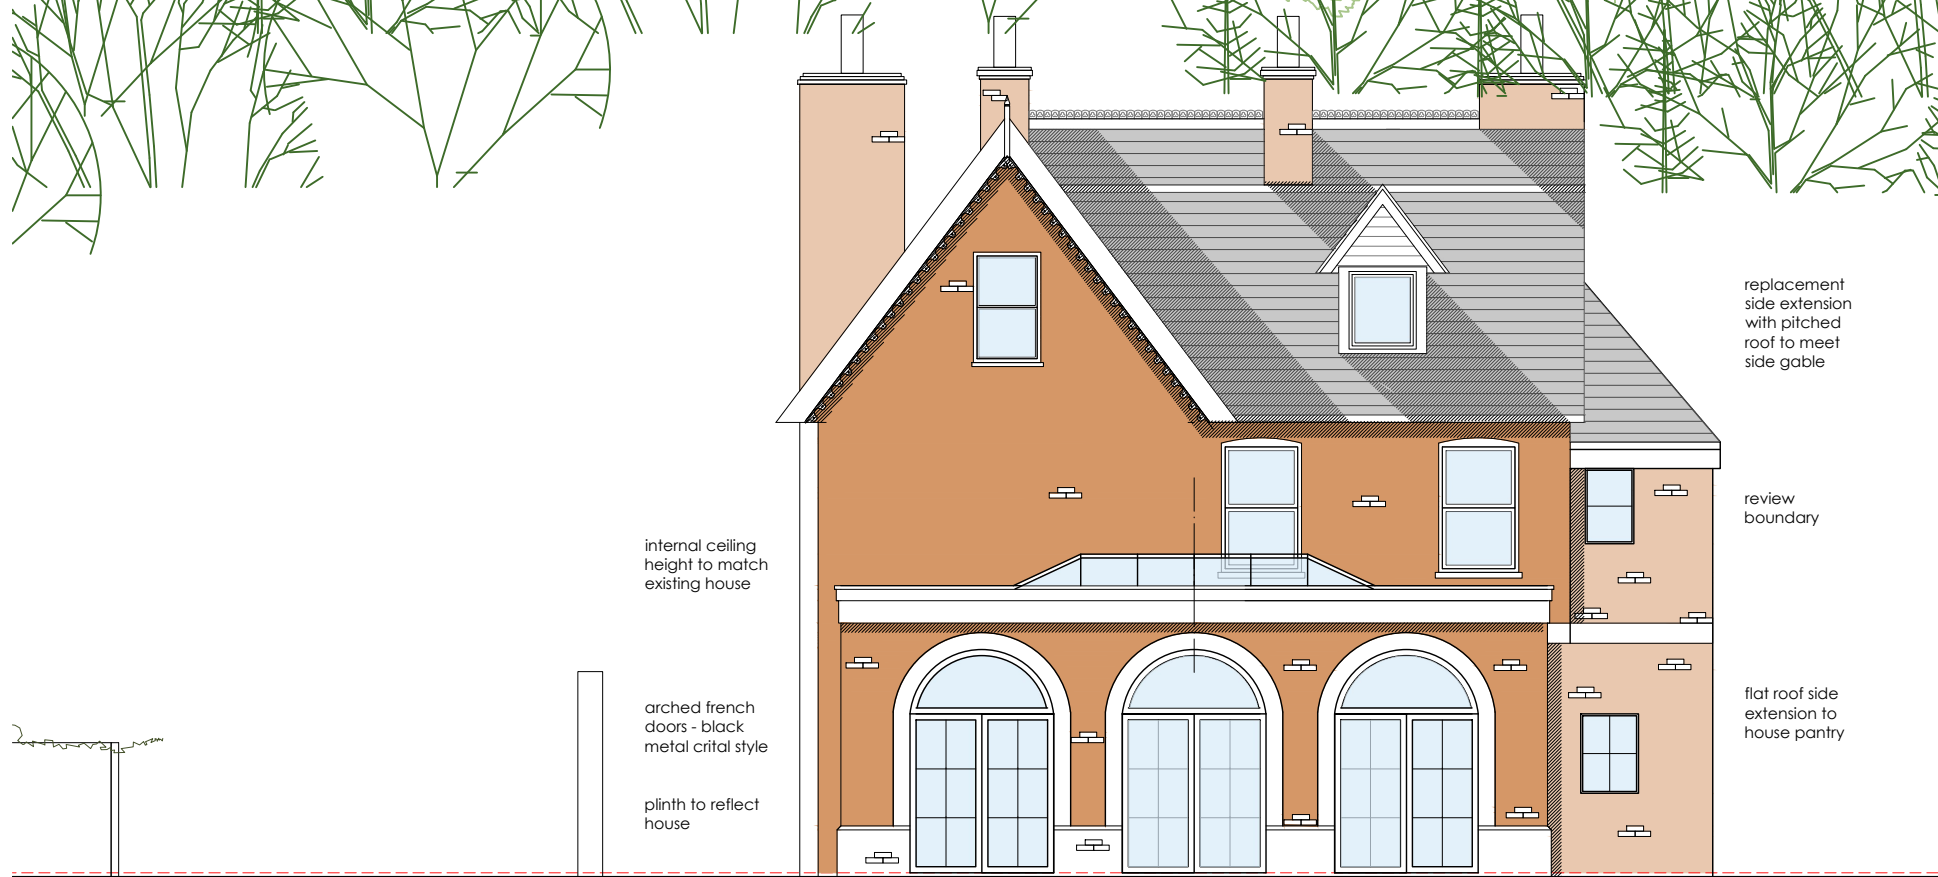 internal ceiling
height to match
existing house
arched french
doors - black
metal crital style
plinth to reflect
house
replacement
side extension
with pitched
roof to meet
side gable
review
boundary
flat roof side
extension to
house pantry